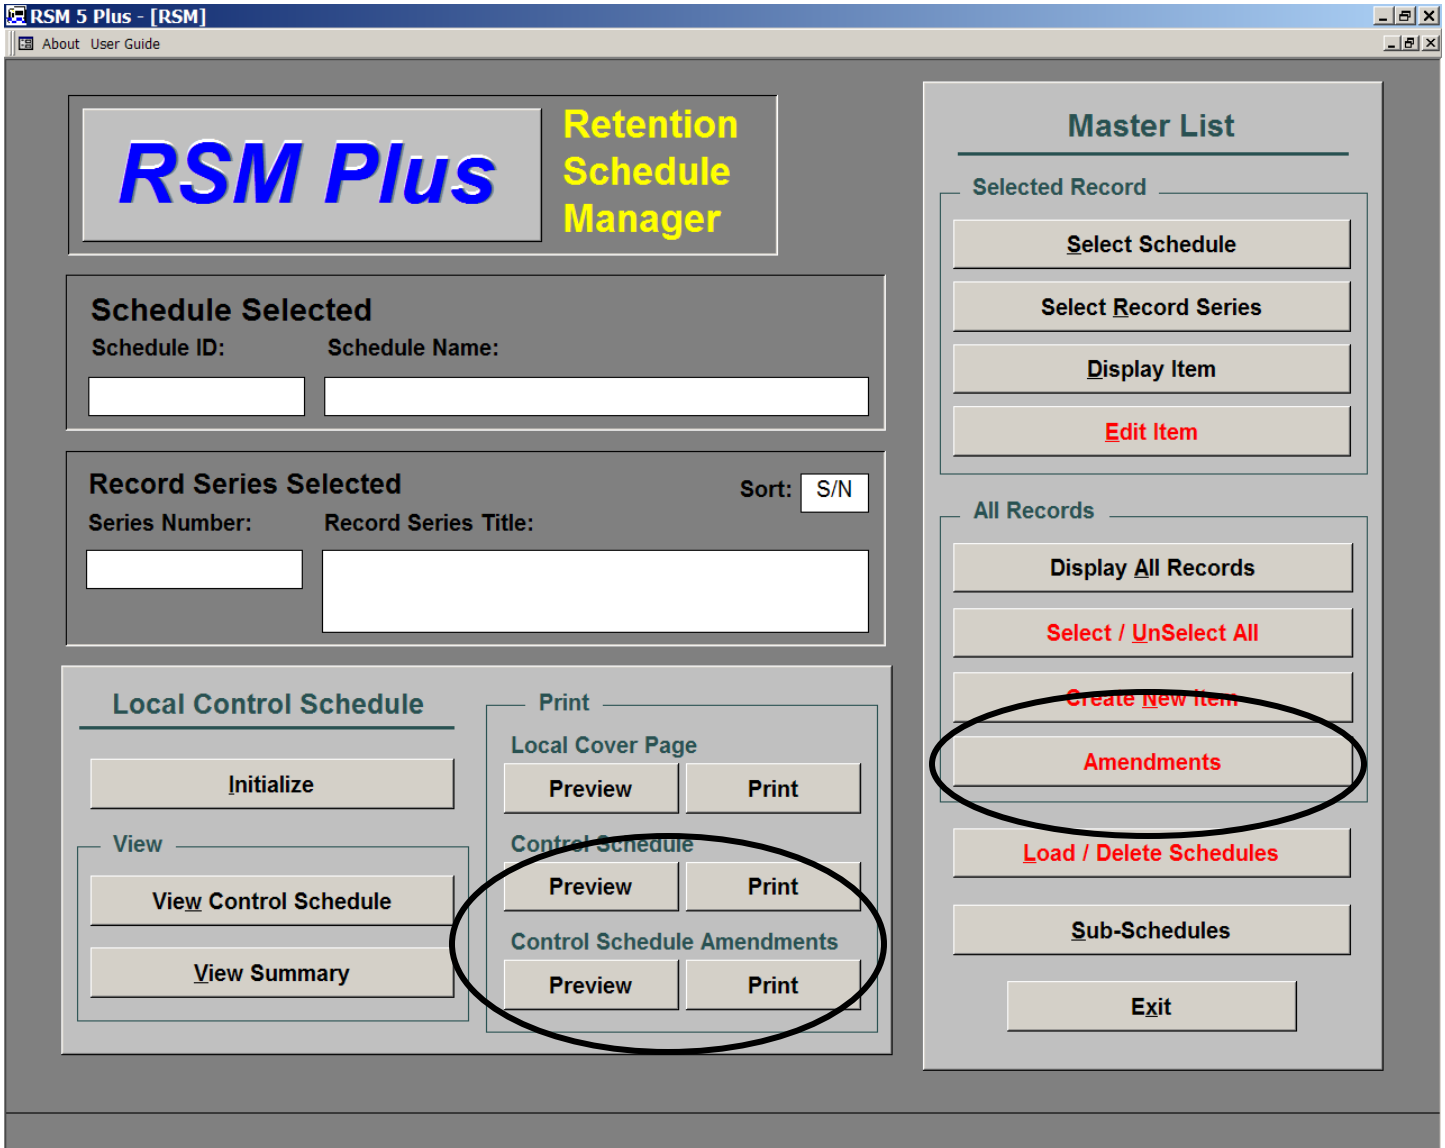 RSM 5 Plus - [RSM]
About User Guide
RSM Plus
Retention
Schedule
Manager
Schedule Selected
Schedule ID: Schedule Name:
Record Series Selected
Sort: S/N
Series Number: Record Series Title:
Local Control Schedule
Initialize
View
View Control Schedule
View Summary
Print
Local Cover Page
Preview Print
Control Schedule
Preview Print
Control Schedule Amendments
Preview Print
Master List
Selected Record
Select Schedule
Select Record Series
Display Item
Edit Item
All Records
Display All Records
Select / UnSelect All
Create New Item
Amendments
Load / Delete Schedules
Sub-Schedules
Exit